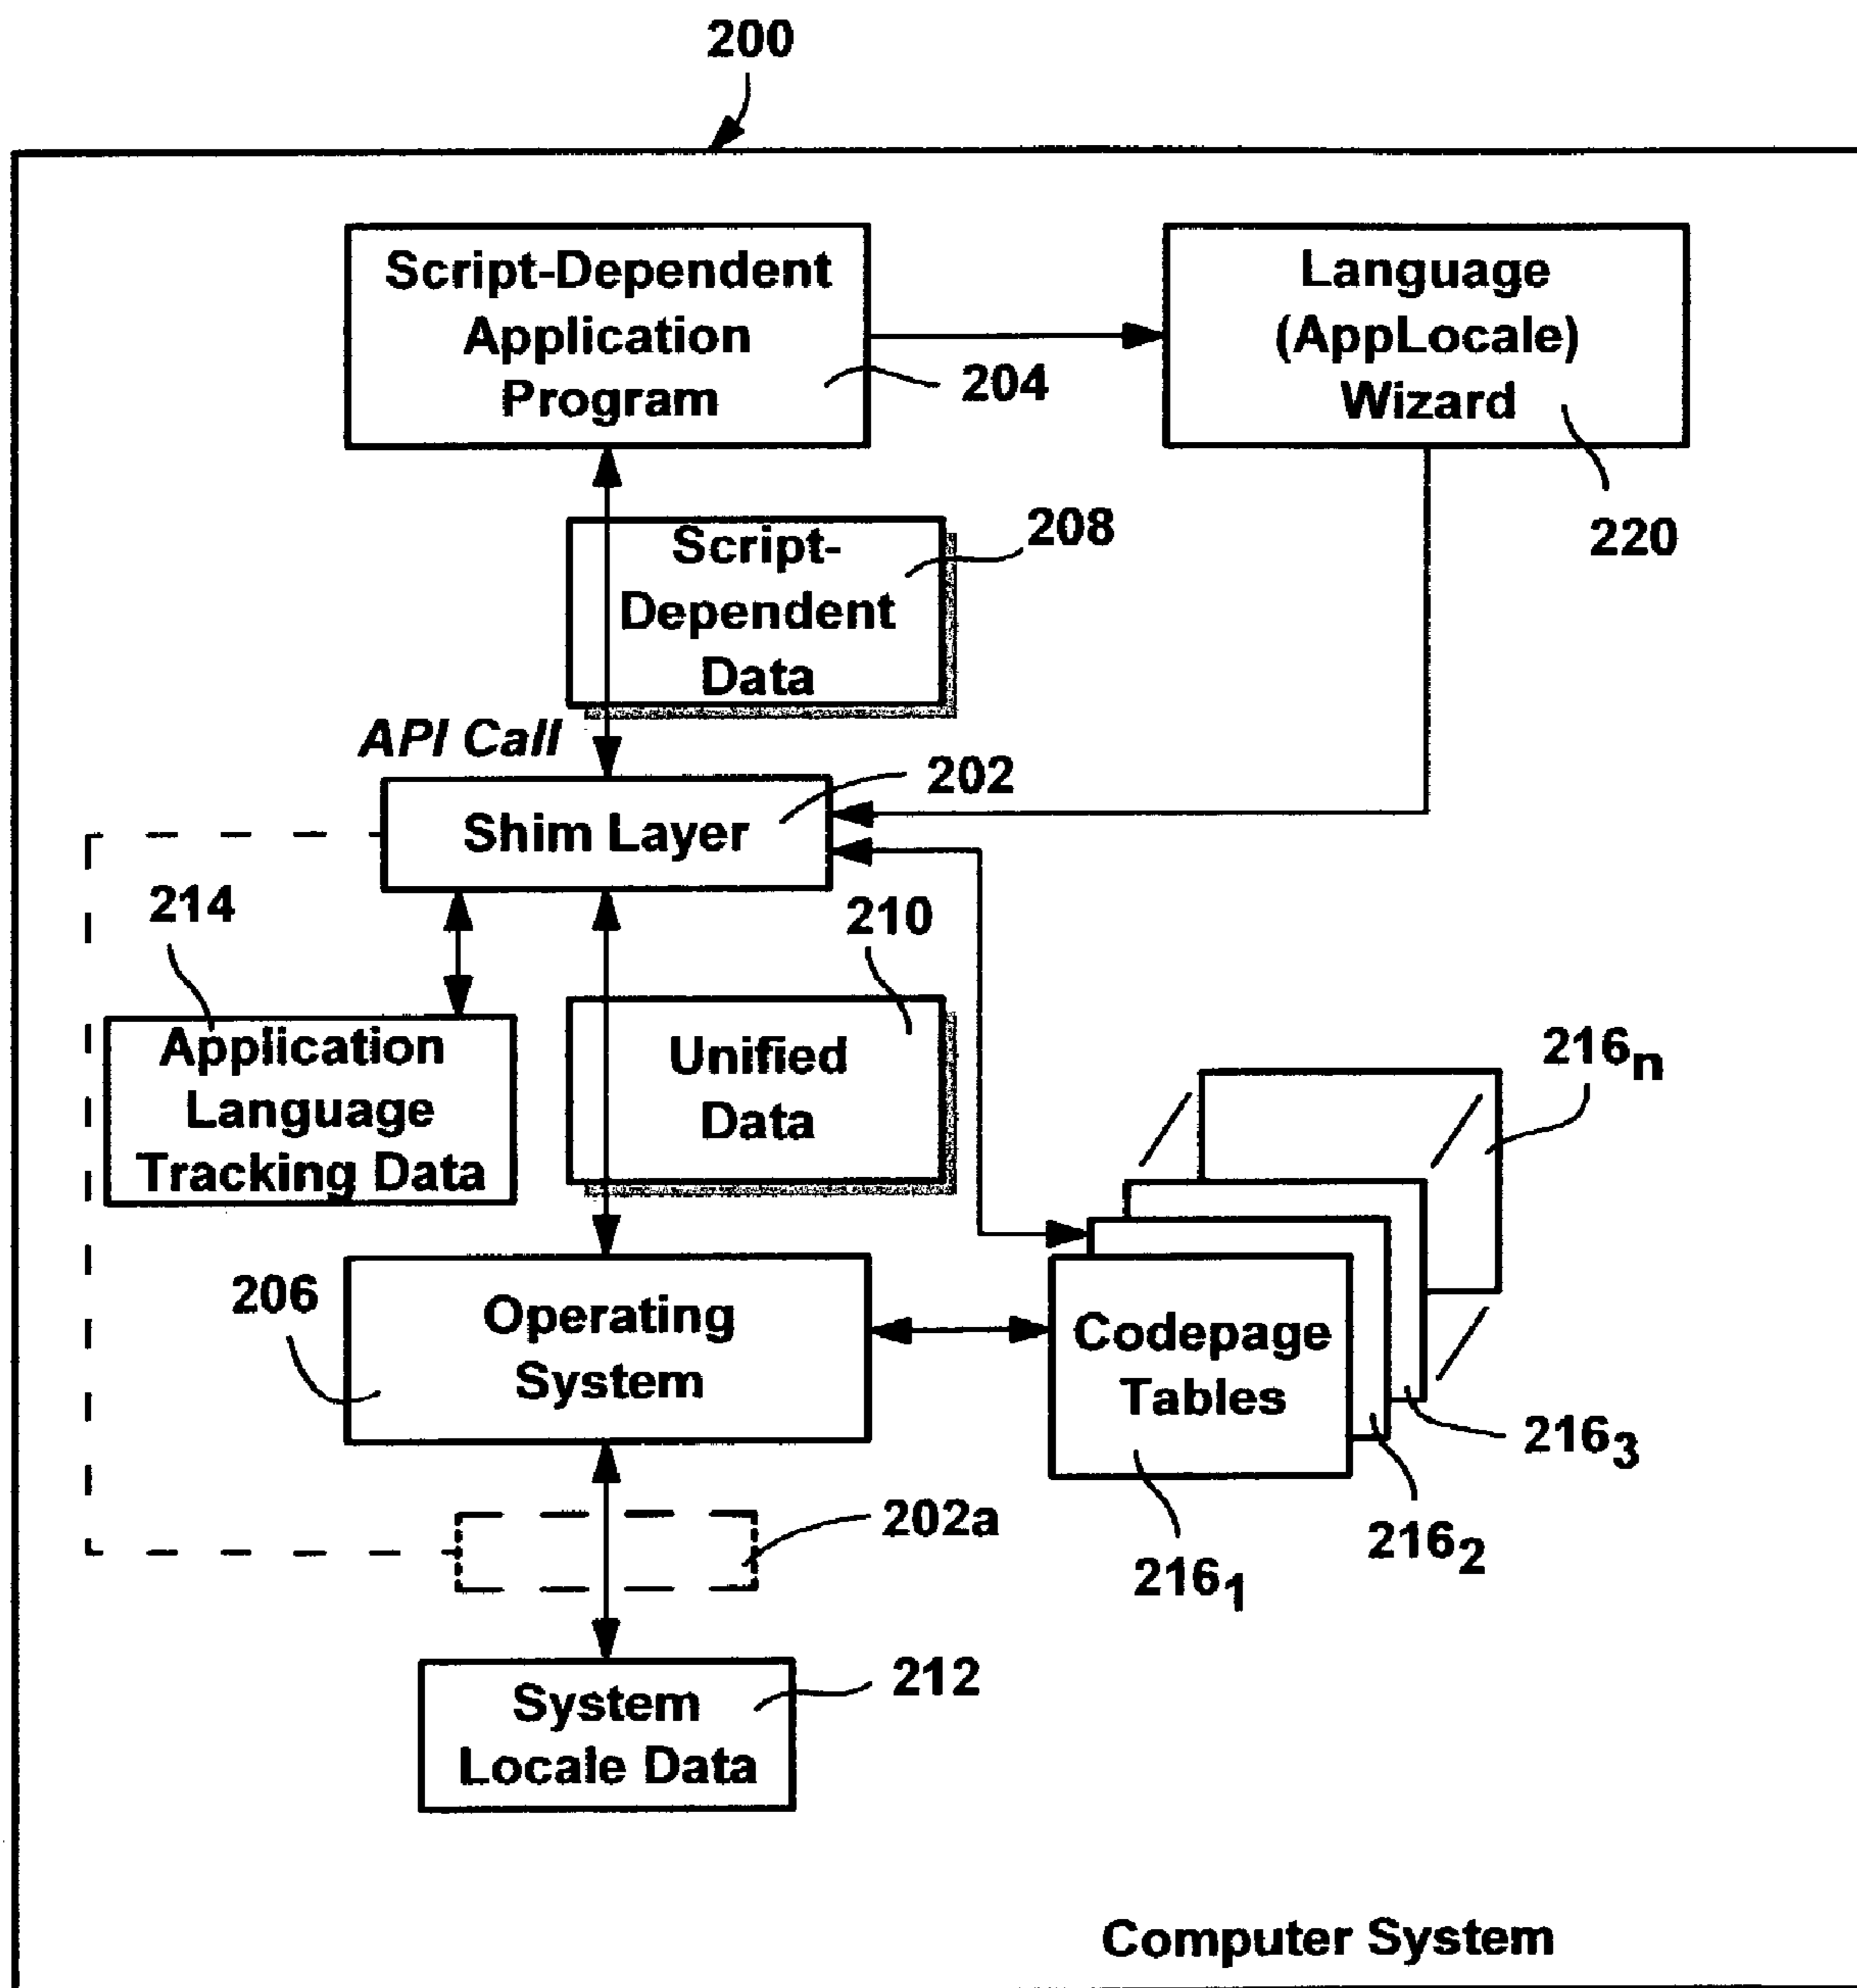 200
Script-Dependent
Application
Program
204
Language
(AppLocale)
Wizard
220
Script-
Dependent
Data
208
API Call
Shim Layer
202
214
Application
Language
Tracking Data
210
Unified
Data
206
Operating
System
Codepage
Tables
216n
2163
2162
2161
202a
System
Locale Data
212
Computer System